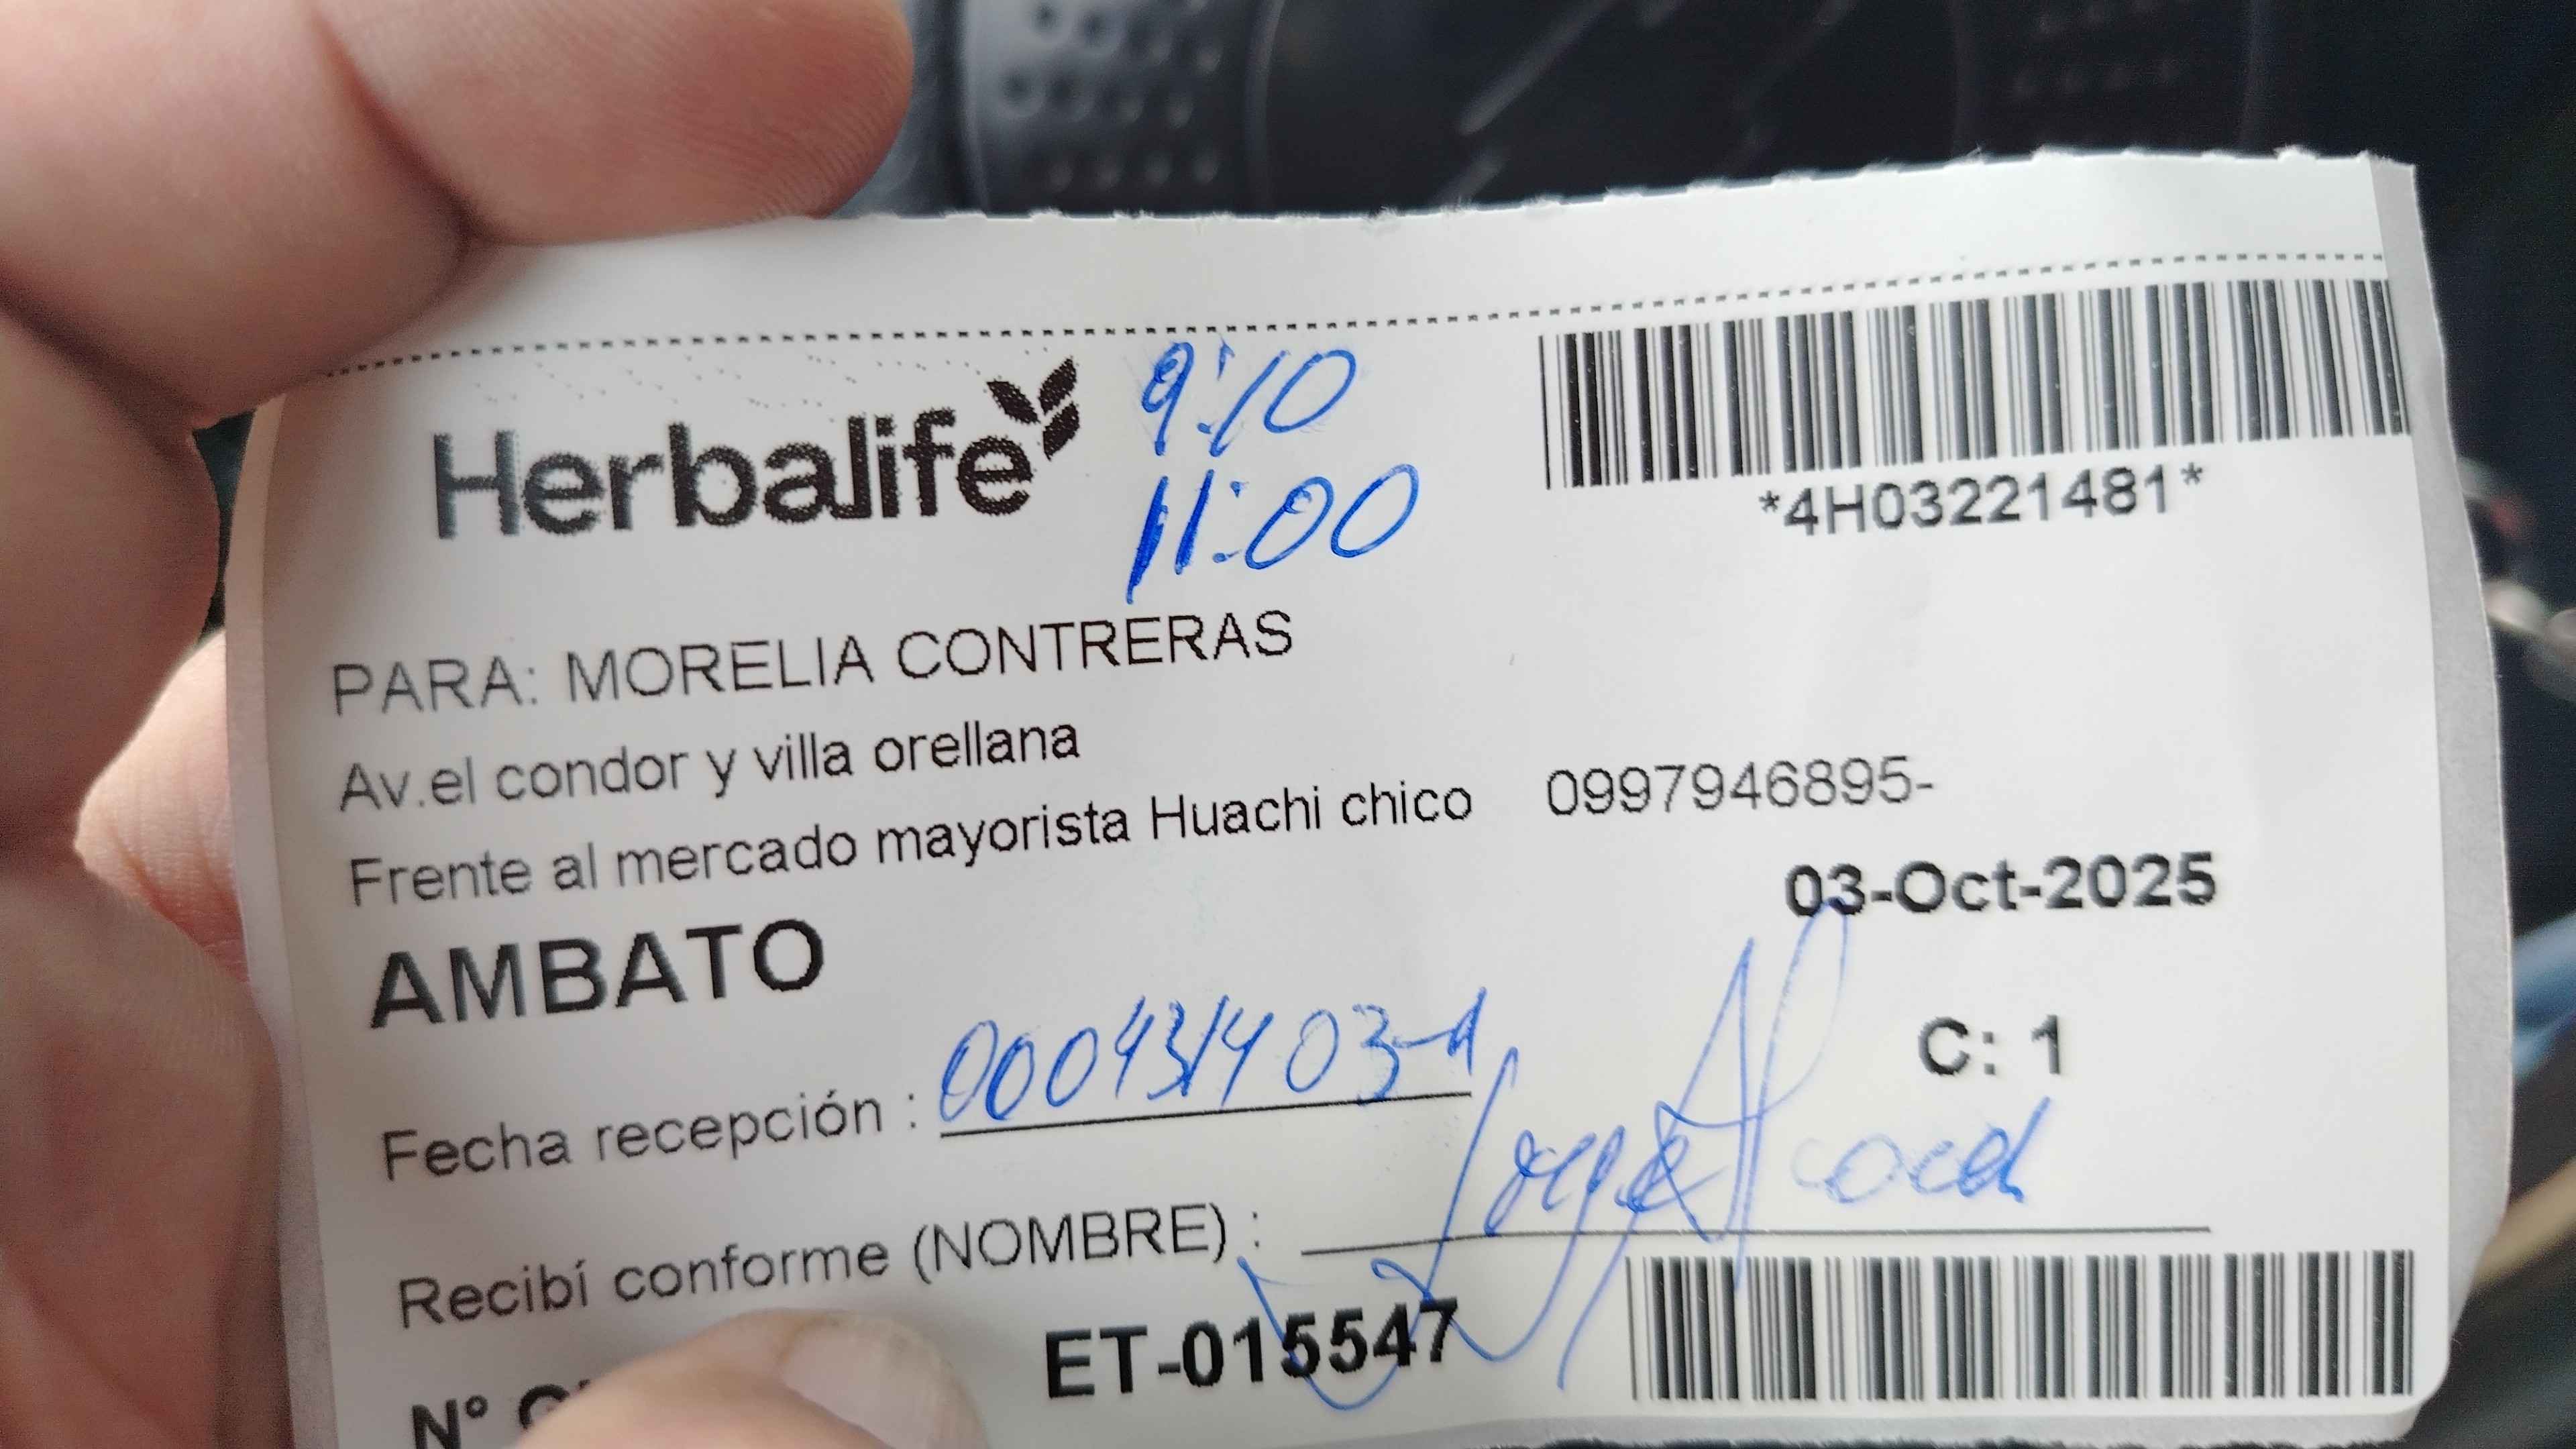 Herbalife
9:10
11:00
*4H03221481*
PARA: MORELIA CONTRERAS
Av.el condor y villa orellana
Frente al mercado mayorista Huachi chico 0997946895-
03-Oct-2025
AMBATO
C: 1
Fecha recepción :
Recibí conforme (NOMBRE) : Jorge
N°
ET-015547